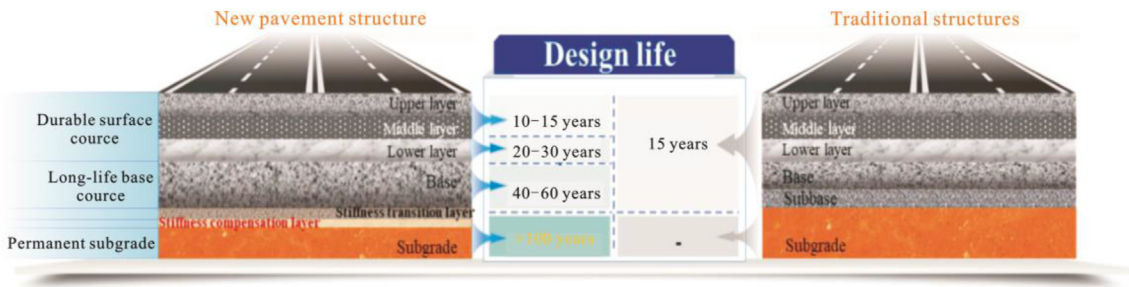 New pavement structure
Traditional structures
Design life
Durable surface
cource
Long-life base
cource
Permanent subgrade
Upper layer
Middle layer
Lower layer
Base
Stiffness transition layer
Stiffness compensation layer
Subgrade
10-15 years
20-30 years
40-60 years
100 years
15 years
-
Upper layer
Middle layer
Lower layer
Base
Subbase
Subgrade